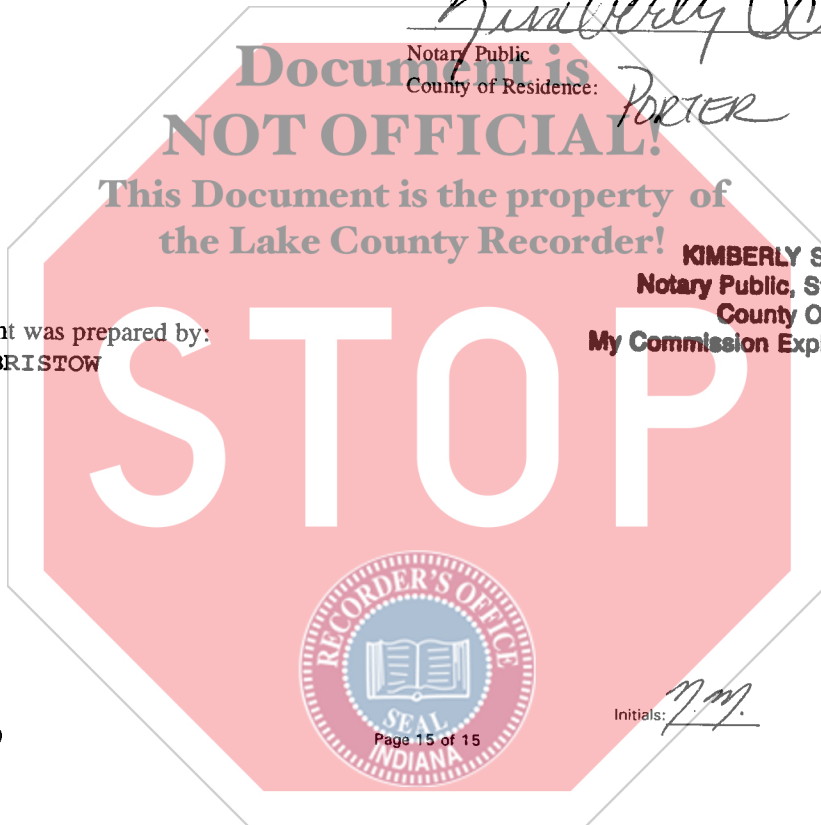 Kimberly
Document is
Notary Public
County of Residence: PORTER
NOT OFFICIAL!
This Document is the property of
the Lake County Recorder!
KIMBERLY S
Notary Public, S
County O
My Commission Exp
nt was prepared by:
BRISTOW
STOP
RECORDER'S OFFICE
SEAL
INDIANA
Initials: M.M.
Page 15 of 15